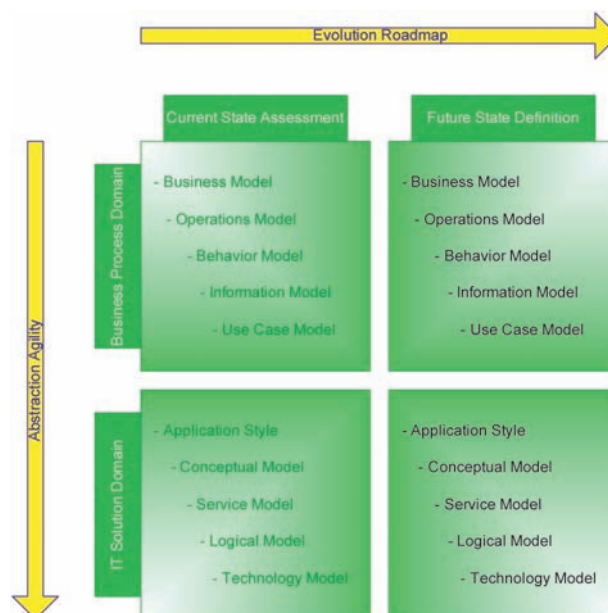 Evolution Roadmap
Current State Assessment
Future State Definition
Abstraction Agility
Business Process Domain
- Business Model
- Operations Model
- Behavior Model
- Information Model
- Use Case Model
- Business Model
- Operations Model
- Behavior Model
- Information Model
- Use Case Model
IT Solution Domain
- Application Style
- Conceptual Model
- Service Model
- Logical Model
- Technology Model
- Application Style
- Conceptual Model
- Service Model
- Logical Model
- Technology Model